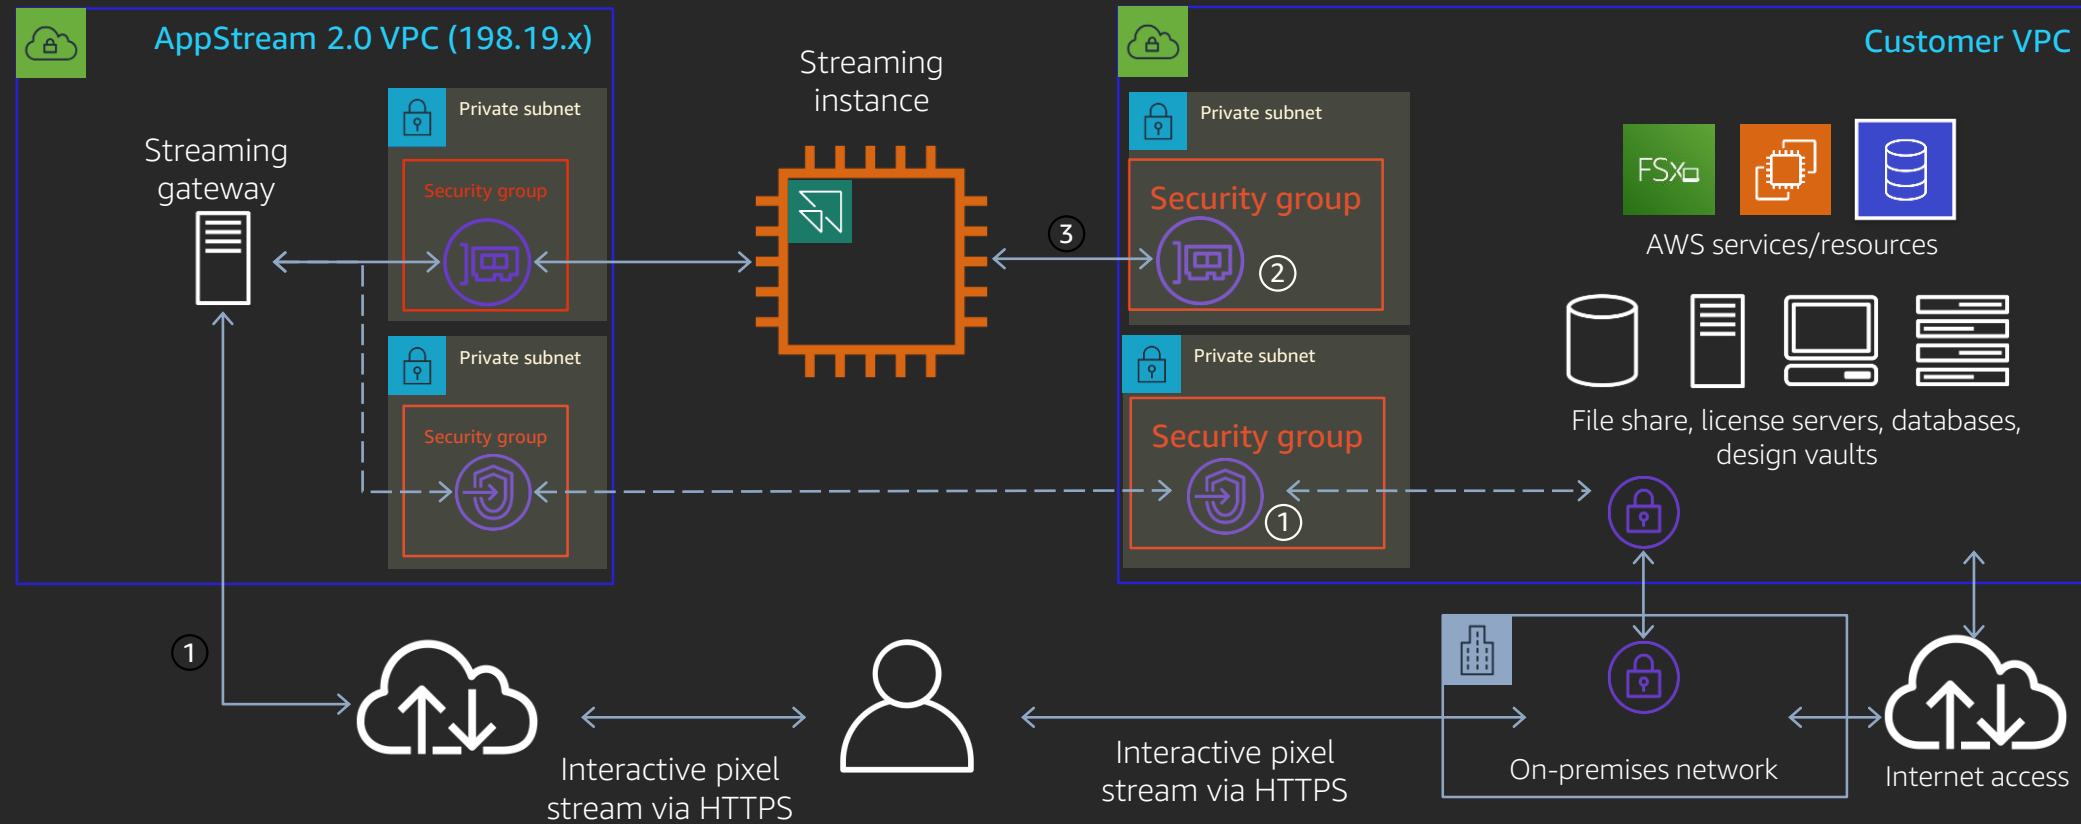 AppStream 2.0 VPC (198.19.x)
Streaming
gateway
Private subnet
Security group
Private subnet
Security group
Streaming
instance
3
Customer VPC
Private subnet
Security group
2
Private subnet
Security group
1
FSx
AWS services/resources
File share, license servers, databases,
design vaults
1
Interactive pixel
stream via HTTPS
Interactive pixel
stream via HTTPS
On-premises network
Internet access